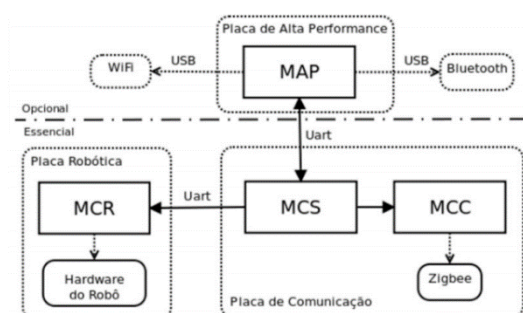 Placa de Alta Performance
WiFi
USB
MAP
USB
Bluetooth
Opcional
Essencial
Uart
Placa Robótica
MCR
Uart
MCS
MCC
Hardware
do Robô
Zigbee
Placa de Comunicação